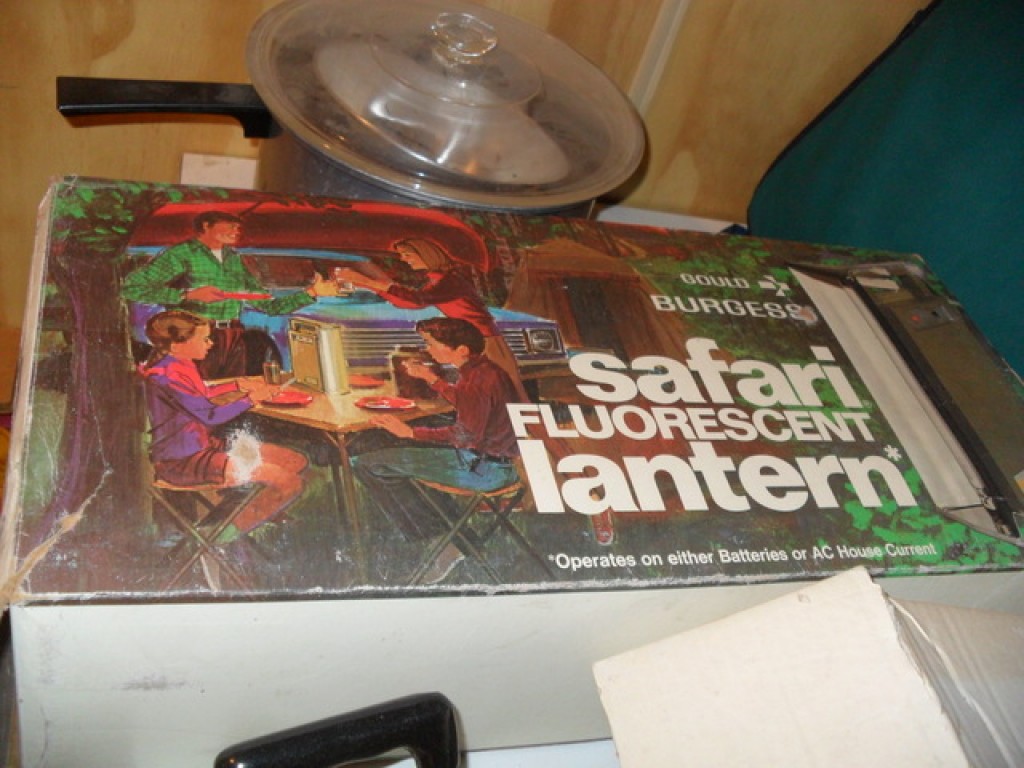 GOULD
BURGESS
safari
FLUORESCENT
lantern*
*Operates on either Batteries or AC House Current